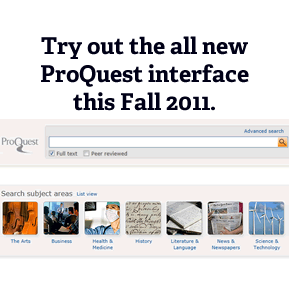 Try out the all new
ProQuest interface
this Fall 2011.
Advanced search
ProQuest
Full text Peer reviewed
Search subject areas List view
The Arts Business Health & Medicine History Literature & Language News & Newspapers Science & Technology